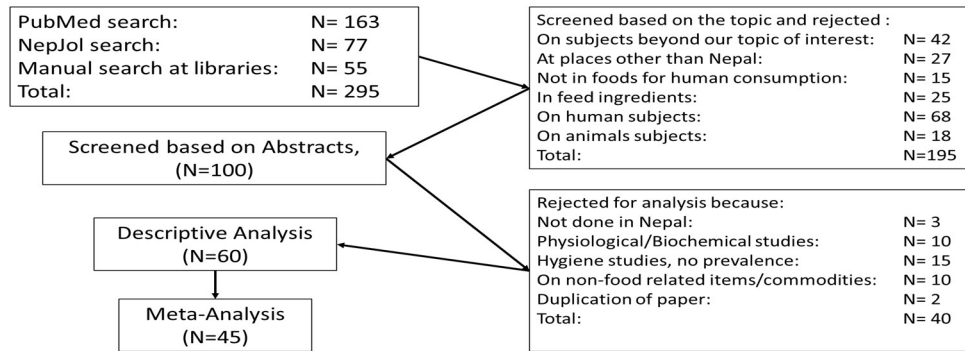 PubMed search: N= 163
NepJol search: N= 77
Manual search at libraries: N= 55
Total: N= 295
Screened based on the topic and rejected :
On subjects beyond our topic of interest: N= 42
At places other than Nepal: N= 27
Not in foods for human consumption: N= 15
In feed ingredients: N= 25
On human subjects: N= 68
On animals subjects: N= 18
Total: N=195
Screened based on Abstracts,
(N=100)
Rejected for analysis because:
Not done in Nepal: N= 3
Physiological/Biochemical studies: N= 10
Hygiene studies, no prevalence: N= 15
On non-food related items/commodities: N= 10
Duplication of paper: N= 2
Total: N= 40
Descriptive Analysis
(N=60)
Meta-Analysis
(N=45)